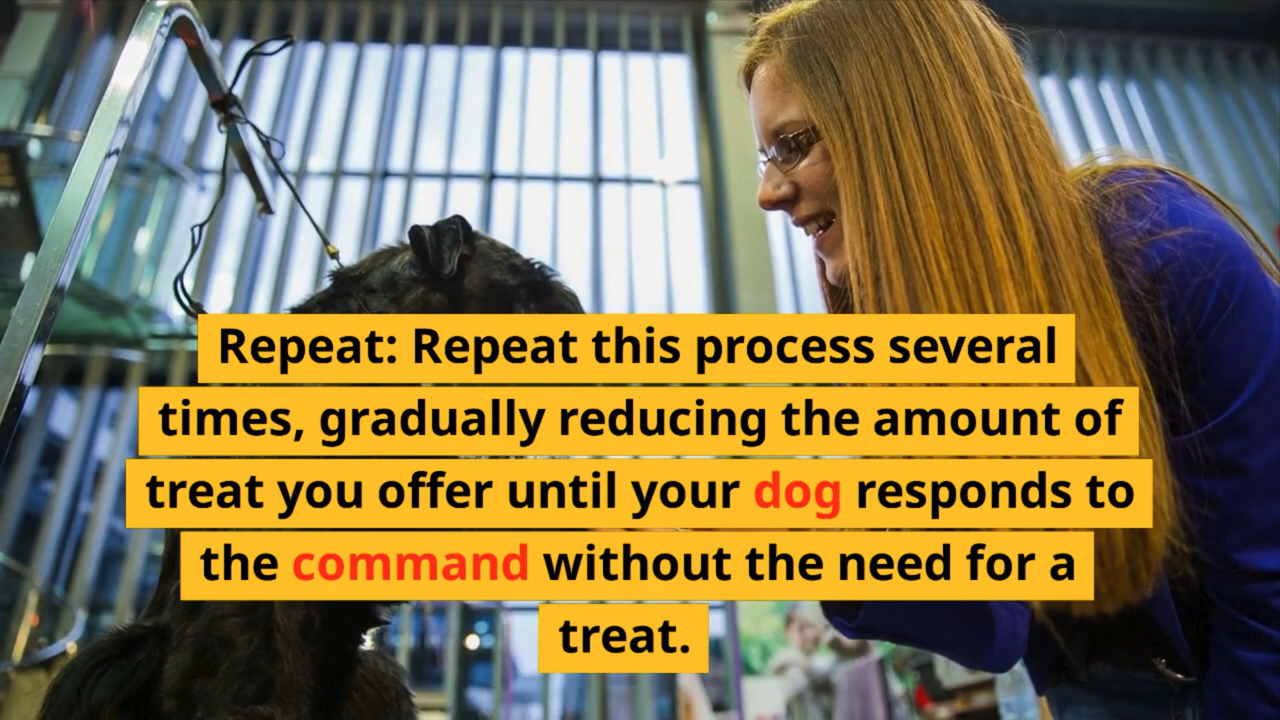 Repeat: Repeat this process several
times, gradually reducing the amount of
treat you offer until your dog responds to
the command without the need for a
treat.